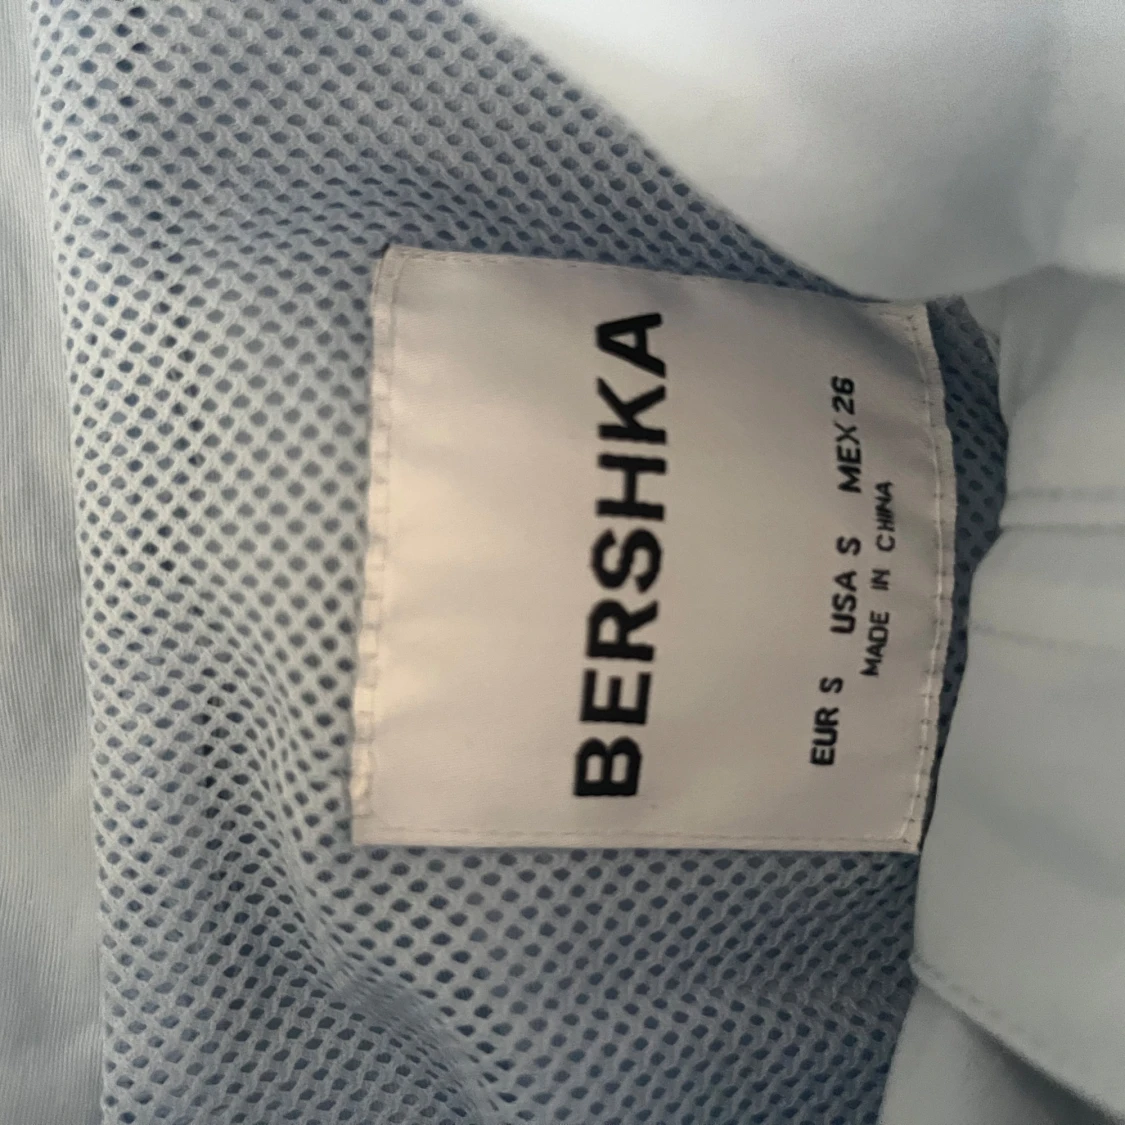 BERSHKA
EUR S USA S MEX 26
MADE IN CHINA